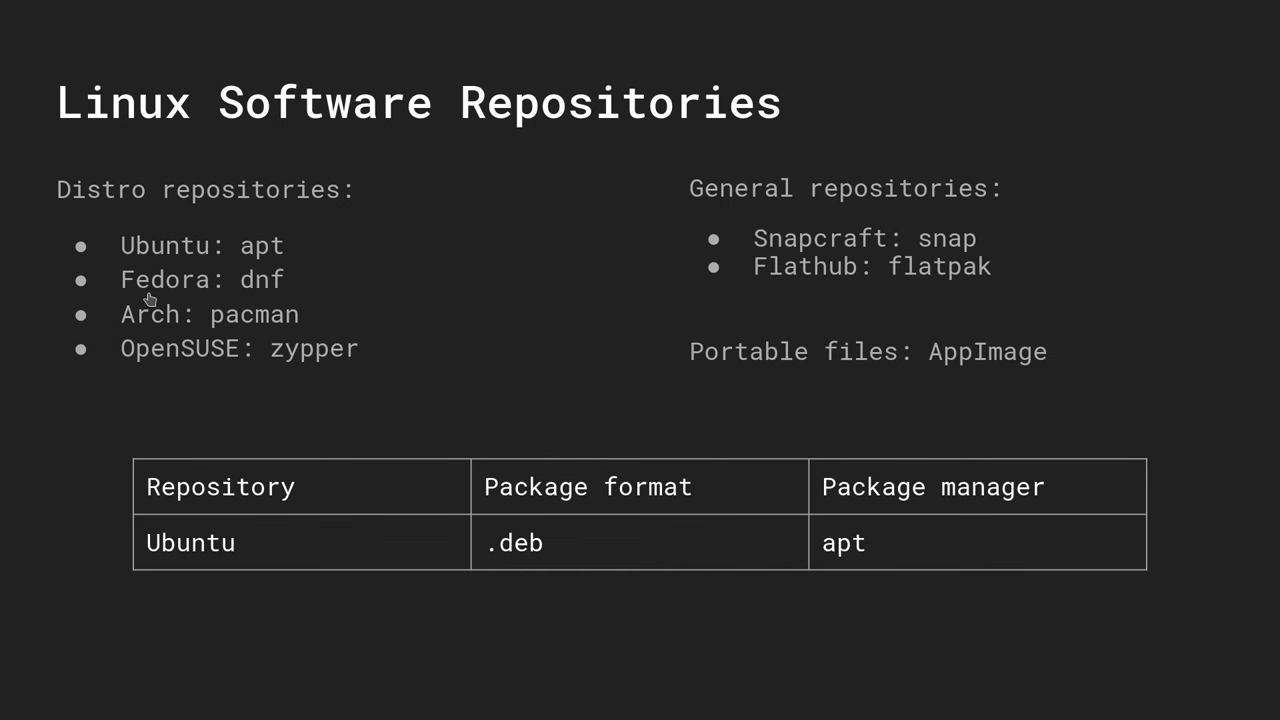 Linux Software Repositories
Distro repositories:
● Ubuntu: apt
● Fedora: dnf
● Arch: pacman
● OpenSUSE: zypper
General repositories:
● Snapcraft: snap
● Flathub: flatpak
Portable files: AppImage
Repository Package format Package manager
Ubuntu .deb apt